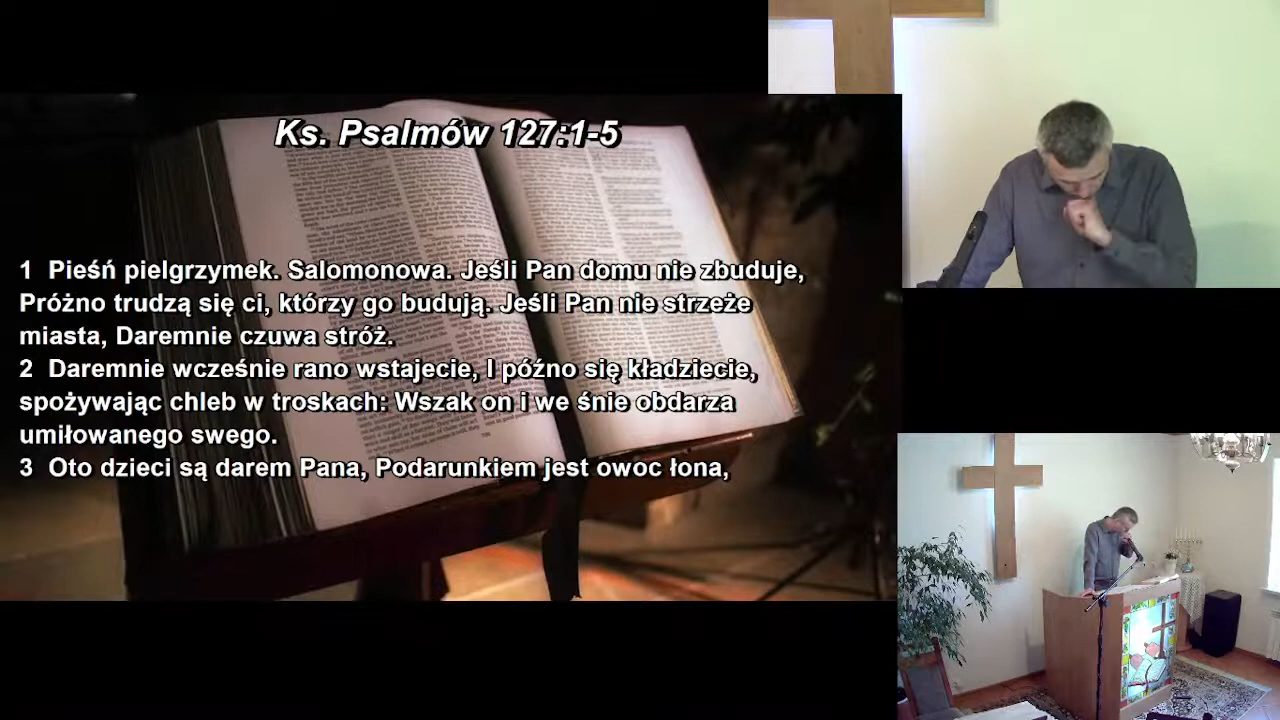 Ks. Psalmów 127:1-5
1 Pieśń pielgrzymek. Salomonowa. Jeśli Pan domu nie zbuduje,
Próżno trudzą się ci, którzy go budują. Jeśli Pan nie strzeże
miasta, Daremnie czuwa stróż.
2 Daremnie wcześnie rano wstajecie, I późno się kładziecie,
spożywając chleb w troskach: Wszak on i we śnie obdarza
umiłowanego swego.
3 Oto dzieci są darem Pana, Podarunkiem jest owoc łona,